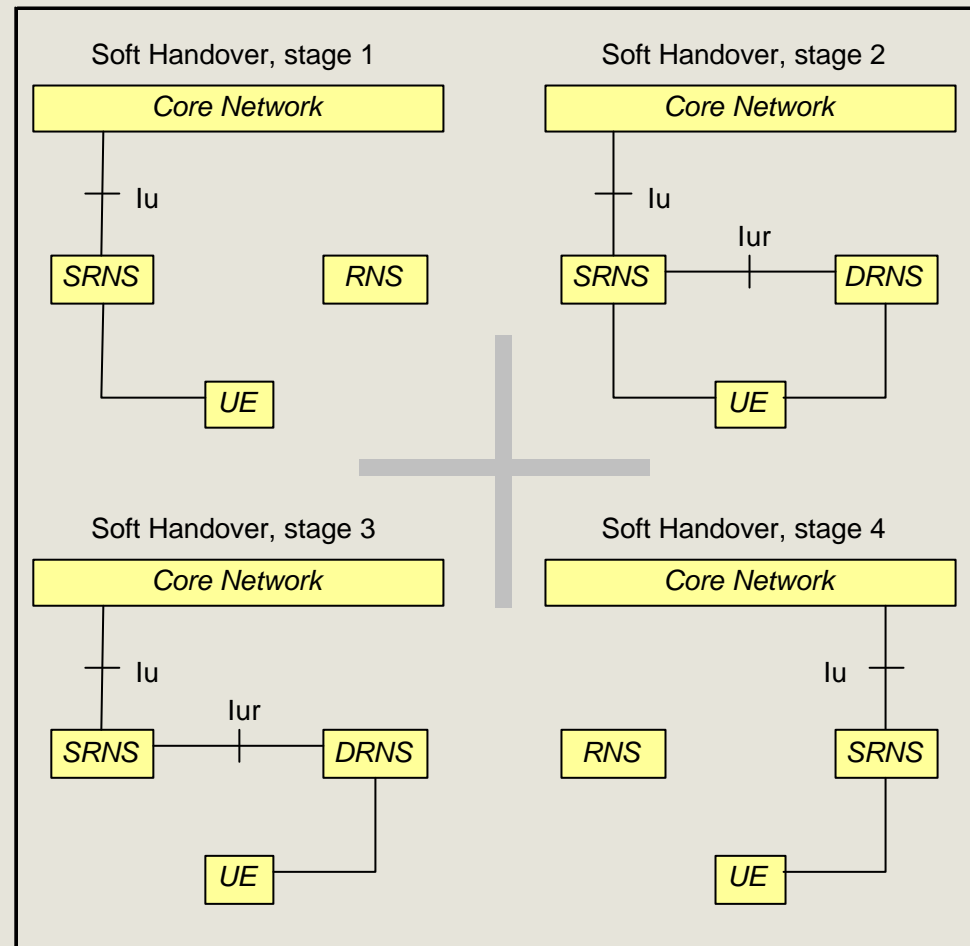 Soft Handover, stage 1
Core Network
Iu
SRNS
RNS
UE
Soft Handover, stage 2
Core Network
Iu
Iur
SRNS
DRNS
UE
Soft Handover, stage 3
Core Network
Iu
Iur
SRNS
DRNS
UE
Soft Handover, stage 4
Core Network
Iu
RNS
SRNS
UE